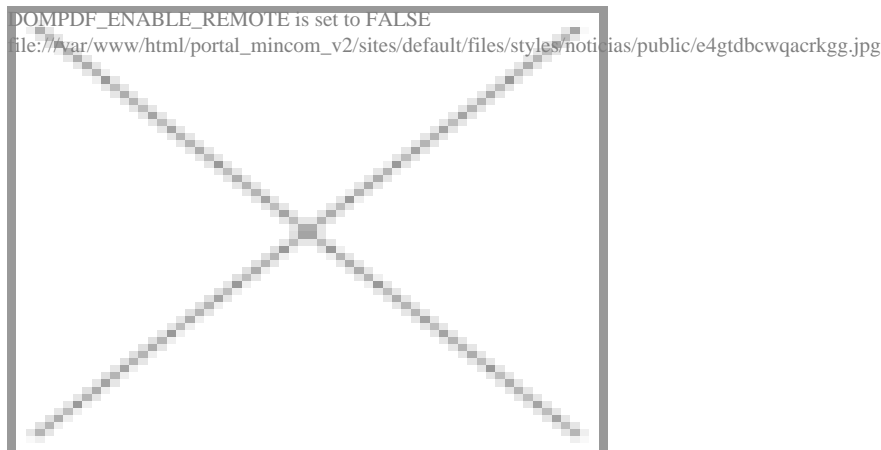 DOMPDF_ENABLE_REMOTE is set to FALSE
file:///var/www/html/portal_mincom_v2/sites/default/files/styles/noticias/public/e4gtdbcwqacrkgg.jpg